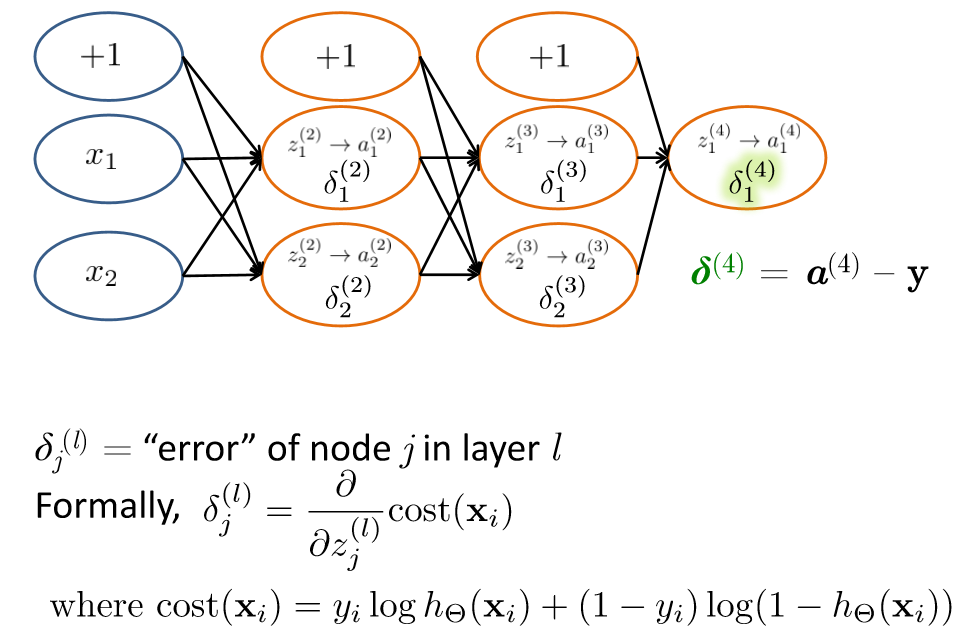 +1 +1 +1
x₁ z₁⁽²⁾ → a₁⁽²⁾ z₁⁽³⁾ → a₁⁽³⁾ z₁⁽⁴⁾ → a₁⁽⁴⁾
δ₁⁽²⁾ δ₁⁽³⁾ δ₁⁽⁴⁾
x₂ z₂⁽²⁾ → a₂⁽²⁾ z₂⁽³⁾ → a₂⁽³⁾
δ₂⁽²⁾ δ₂⁽³⁾
δ⁽⁴⁾ = a⁽⁴⁾ − y
δⱼ⁽ˡ⁾ = “error” of node j in layer l
Formally, δⱼ⁽ˡ⁾ = ∂/∂zⱼ⁽ˡ⁾ cost(xᵢ)
where cost(xᵢ) = yᵢ log h_Θ(xᵢ) + (1 − yᵢ) log(1 − h_Θ(xᵢ))